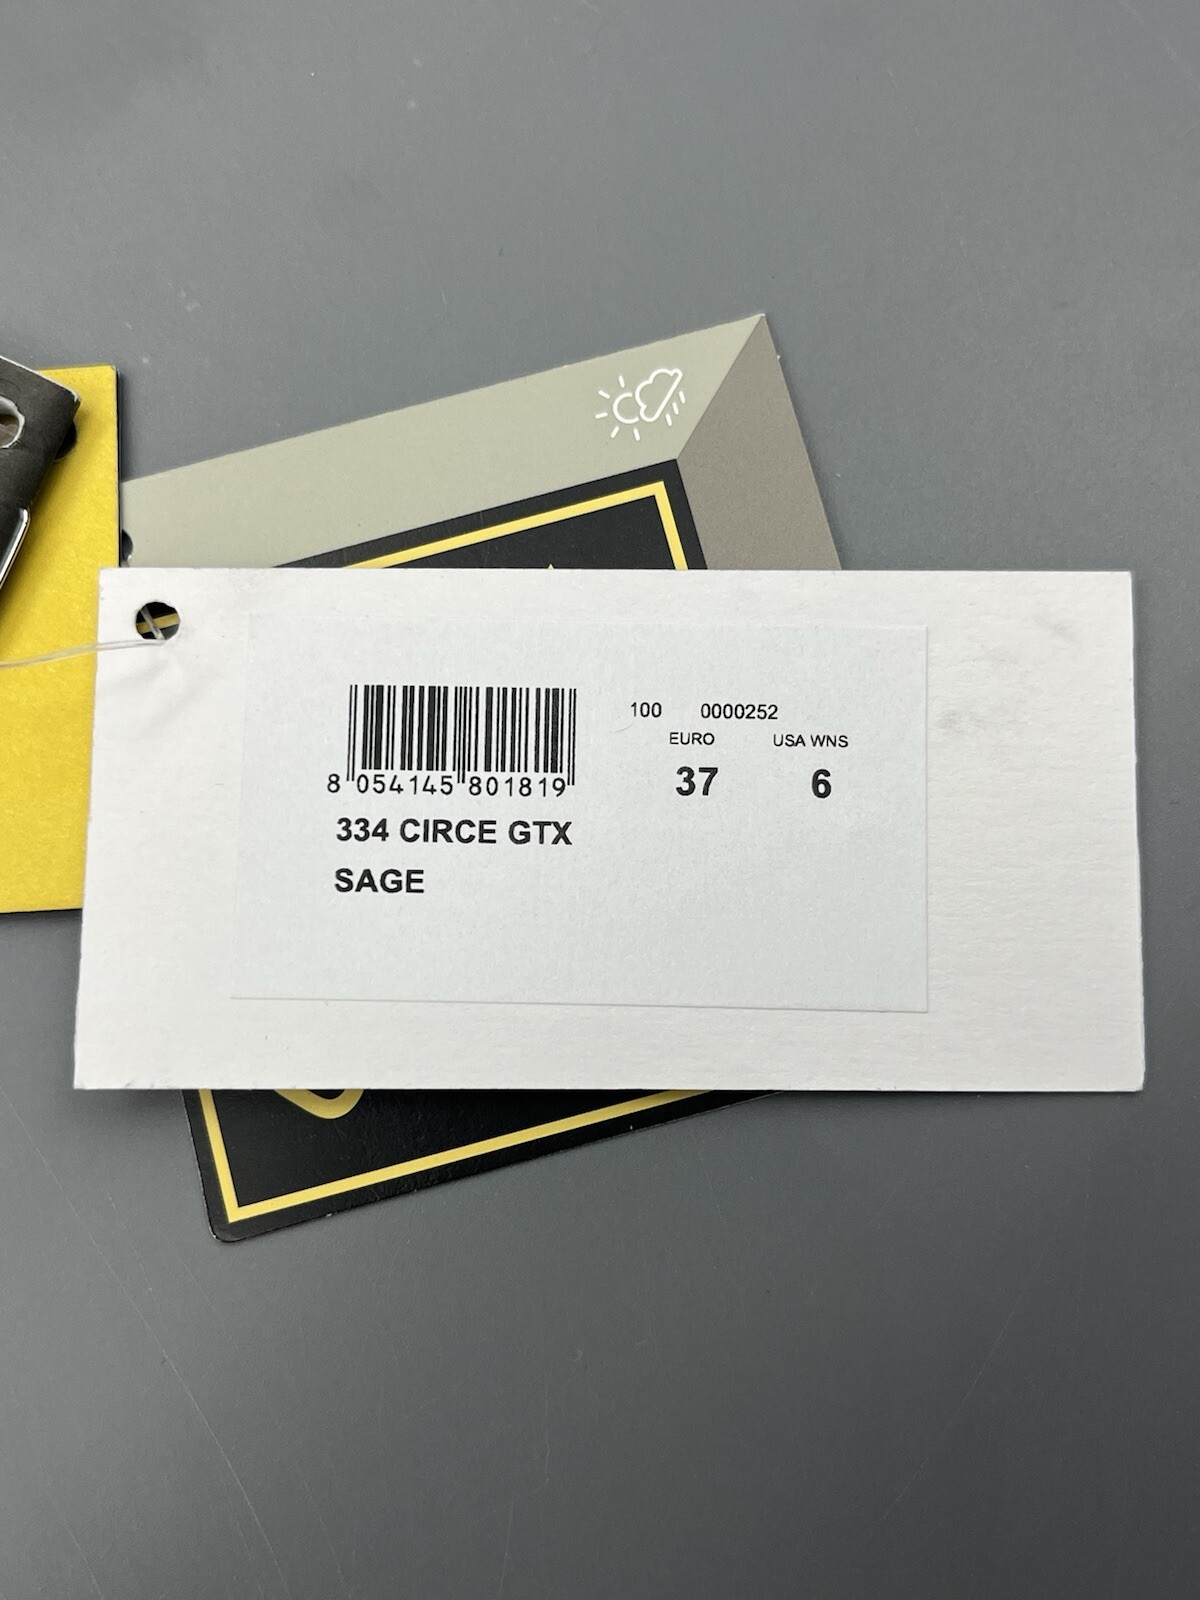 100 0000252
EURO USA WNS
37 6
8 054145 801819
334 CIRCE GTX
SAGE